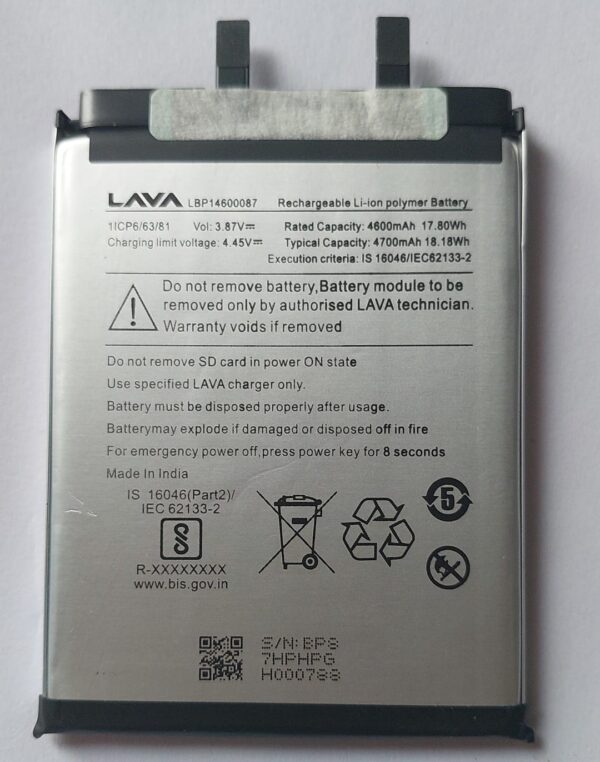 LAVA LBP14600087 Rechargeable Li-ion polymer Battery
1ICP6/63/81 Vol: 3.87V⎓ Rated Capacity: 4600mAh 17.80Wh
Charging limit voltage: 4.45V⎓ Typical Capacity: 4700mAh 18.18Wh
Execution criteria: IS 16046/IEC62133-2
Do not remove battery,Battery module to be
removed only by authorised LAVA technician.
Warranty voids if removed
Do not remove SD card in power ON state
Use specified LAVA charger only.
Battery must be disposed properly after usage.
Batterymay explode if damaged or disposed off in fire
For emergency power off,press power key for 8 seconds
Made In India
IS 16046(Part2)/
IEC 62133-2
5
R-XXXXXXXX
www.bis.gov.in
S/N:BPS
7HPHPG
H000788